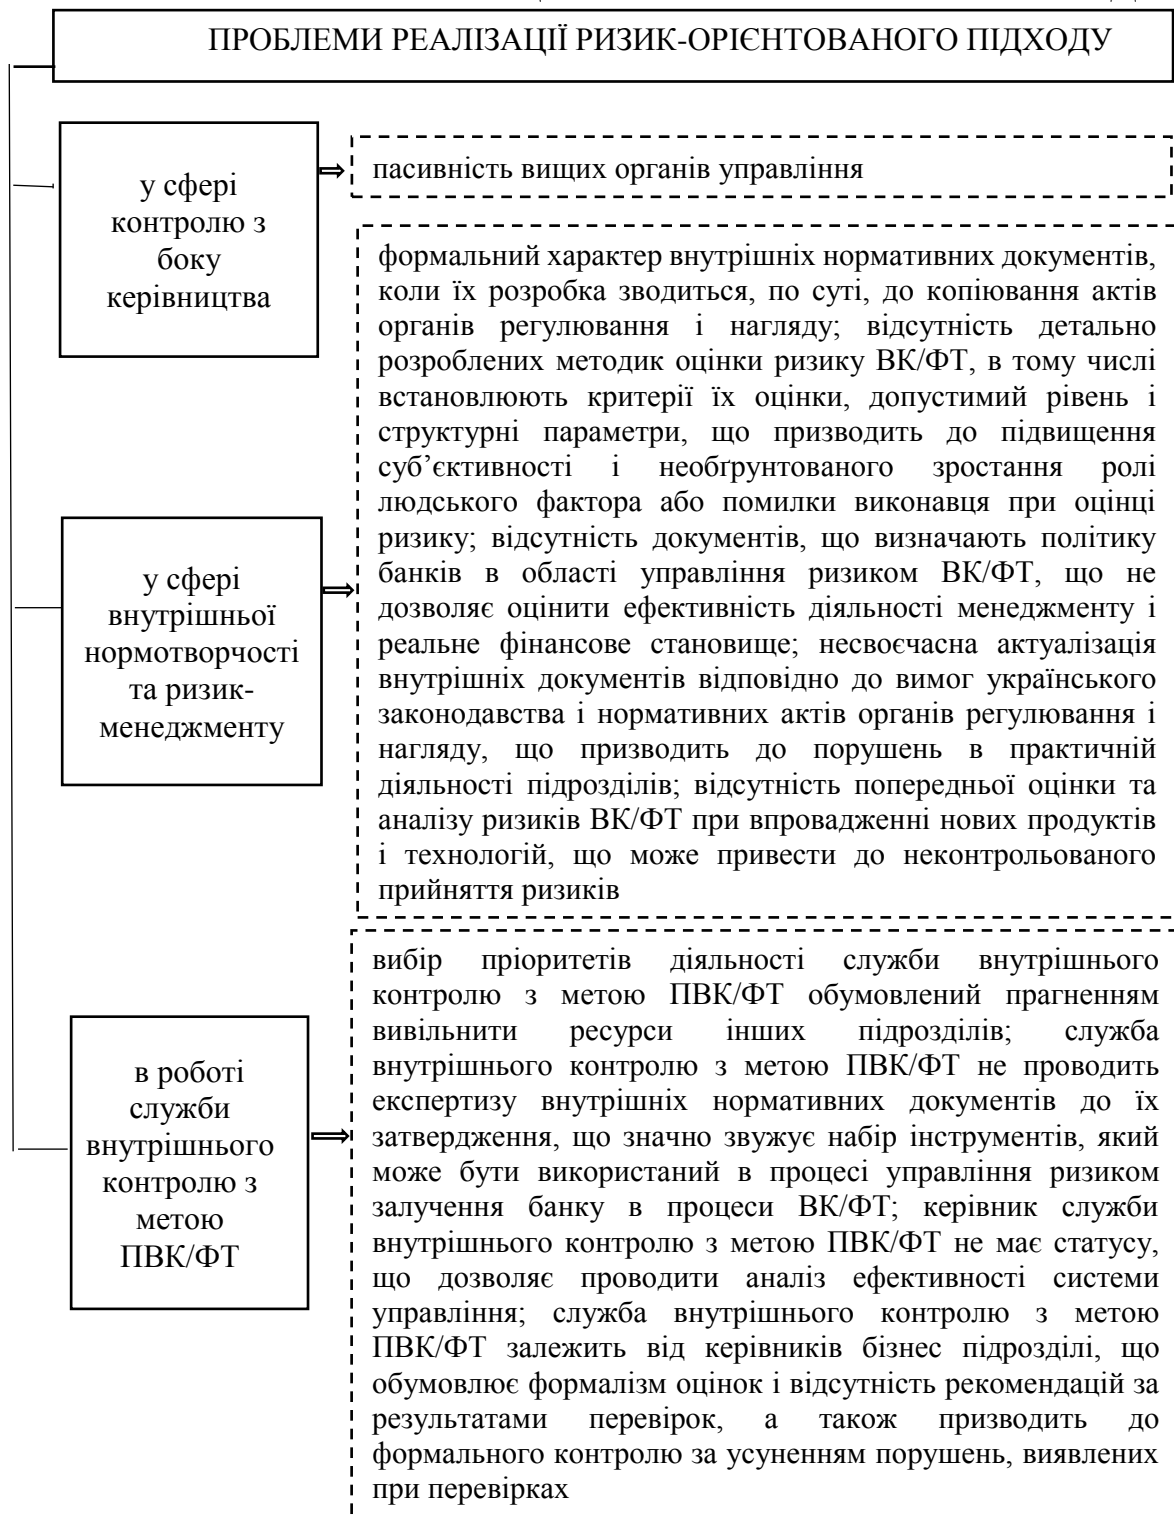 ПРОБЛЕМИ РЕАЛІЗАЦІЇ РИЗИК-ОРІЄНТОВАНОГО ПІДХОДУ
у сфері
контролю з
боку
керівництва
пасивність вищих органів управління
у сфері
внутрішньої
нормотворчості
та ризик-
менеджменту
формальний характер внутрішніх нормативних документів,
коли їх розробка зводиться, по суті, до копіювання актів
органів регулювання і нагляду; відсутність детально
розроблених методик оцінки ризику ВК/ФТ, в тому числі
встановлюють критерії їх оцінки, допустимий рівень і
структурні параметри, що призводить до підвищення
суб’єктивності і необґрунтованого зростання ролі
людського фактора або помилки виконавця при оцінці
ризику; відсутність документів, що визначають політику
банків в області управління ризиком ВК/ФТ, що не
дозволяє оцінити ефективність діяльності менеджменту і
реальне фінансове становище; несвоєчасна актуалізація
внутрішніх документів відповідно до вимог українського
законодавства і нормативних актів органів регулювання і
нагляду, що призводить до порушень в практичній
діяльності підрозділів; відсутність попередньої оцінки та
аналізу ризиків ВК/ФТ при впровадженні нових продуктів
і технологій, що може привести до неконтрольованого
прийняття ризиків
в роботі
служби
внутрішнього
контролю з
метою
ПВК/ФТ
вибір пріоритетів діяльності служби внутрішнього
контролю з метою ПВК/ФТ обумовлений прагненням
вивільнити ресурси інших підрозділів; служба
внутрішнього контролю з метою ПВК/ФТ не проводить
експертизу внутрішніх нормативних документів до їх
затвердження, що значно звужує набір інструментів, який
може бути використаний в процесі управління ризиком
залучення банку в процеси ВК/ФТ; керівник служби
внутрішнього контролю з метою ПВК/ФТ не має статусу,
що дозволяє проводити аналіз ефективності системи
управління; служба внутрішнього контролю з метою
ПВК/ФТ залежить від керівників бізнес підрозділі, що
обумовлює формалізм оцінок і відсутність рекомендацій за
результатами перевірок, а також призводить до
формального контролю за усуненням порушень, виявлених
при перевірках